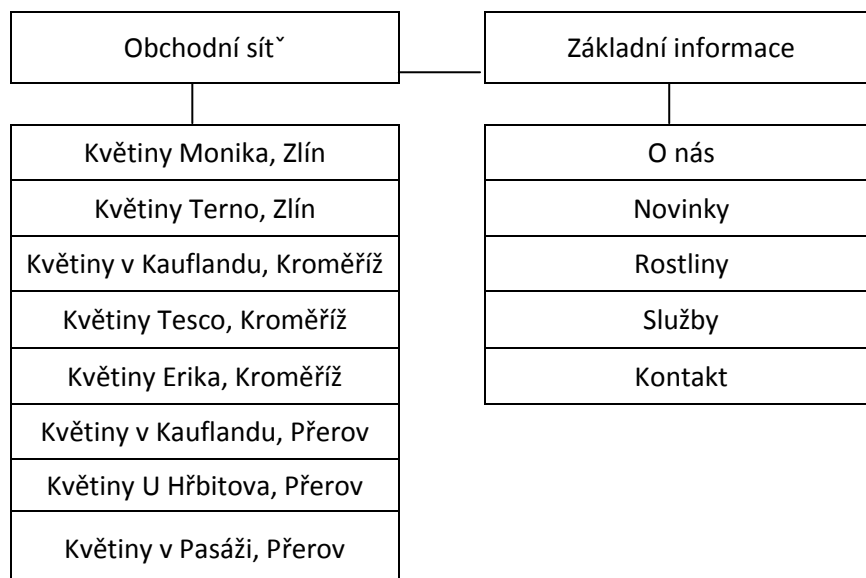 Obchodní sítˇ
Základní informace
Květiny Monika, Zlín
Květiny Terno, Zlín
Květiny v Kauflandu, Kroměříž
Květiny Tesco, Kroměříž
Květiny Erika, Kroměříž
Květiny v Kauflandu, Přerov
Květiny U Hřbitova, Přerov
Květiny v Pasáži, Přerov
O nás
Novinky
Rostliny
Služby
Kontakt